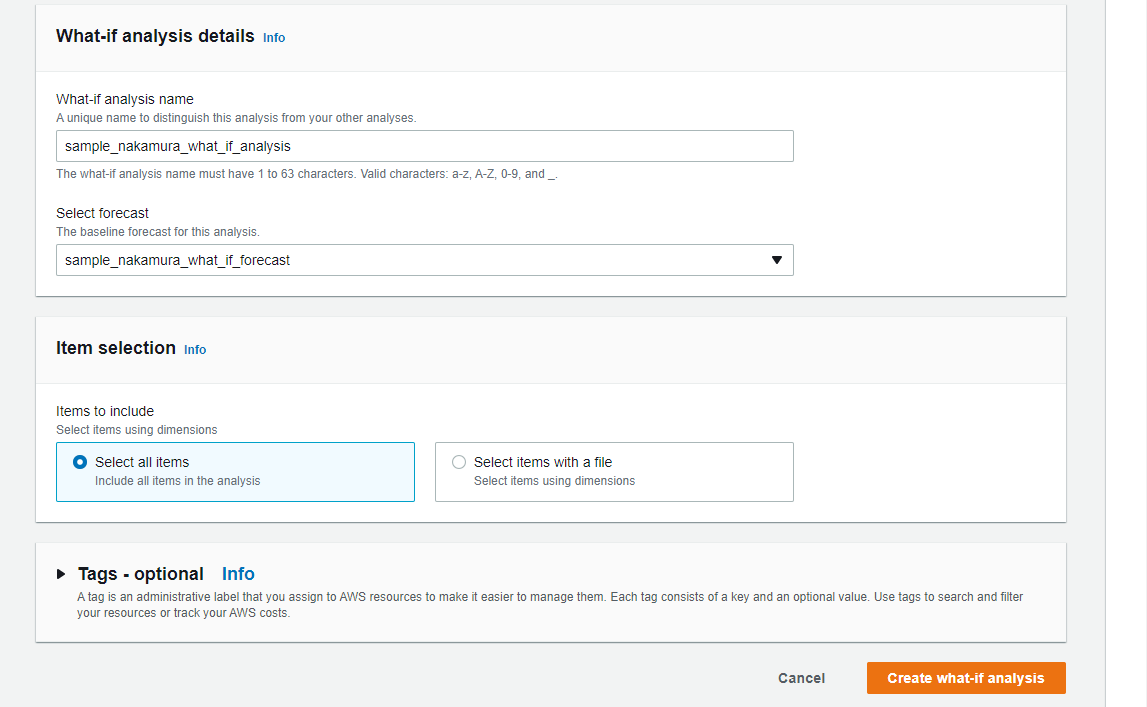 What-if analysis details Info
What-if analysis name
A unique name to distinguish this analysis from your other analyses.
sample_nakamura_what_if_analysis
The what-if analysis name must have 1 to 63 characters. Valid characters: a-z, A-Z, 0-9, and _.
Select forecast
The baseline forecast for this analysis.
sample_nakamura_what_if_forecast
Item selection Info
Items to include
Select items using dimensions
Select all items
Include all items in the analysis
Select items with a file
Select items using dimensions
Tags - optional Info
A tag is an administrative label that you assign to AWS resources to make it easier to manage them. Each tag consists of a key and an optional value. Use tags to search and filter
your resources or track your AWS costs.
Cancel
Create what-if analysis